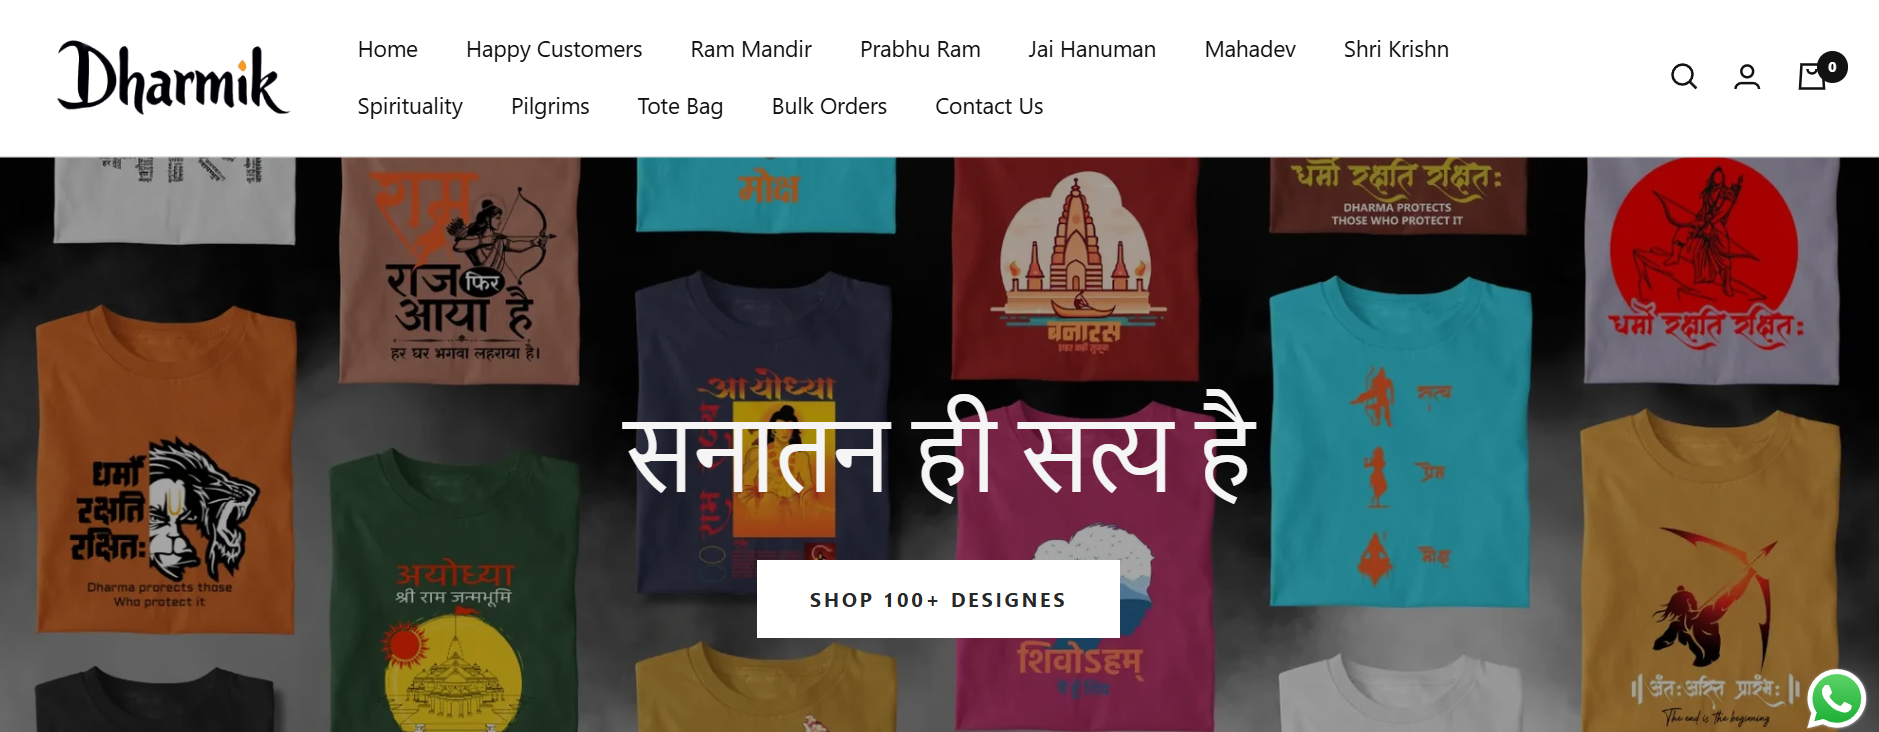 Dharmik
Home Happy Customers Ram Mandir Prabhu Ram Jai Hanuman Mahadev Shri Krishn
Spirituality Pilgrims Tote Bag Bulk Orders Contact Us
0
राम
राज फिर
आया है
हर घर भगवा लहराया है।
मोक्ष
बनारस
धर्मो रक्षति रक्षित:
DHARMA PROTECTS
THOSE WHO PROTECT IT
धर्मो रक्षति रक्षित:
सनातन ही सत्य है
SHOP 100+ DESIGNES
धर्मो
रक्षति
रक्षित:
Dharma prorects those
Who protect it
अयोध्या
श्री राम जन्मभूमि
आयोध्या
शिवोऽहम्
सत्य
प्रेम
मोक्ष
अंत: अस्ति प्रारंभ:
The end is the beginning